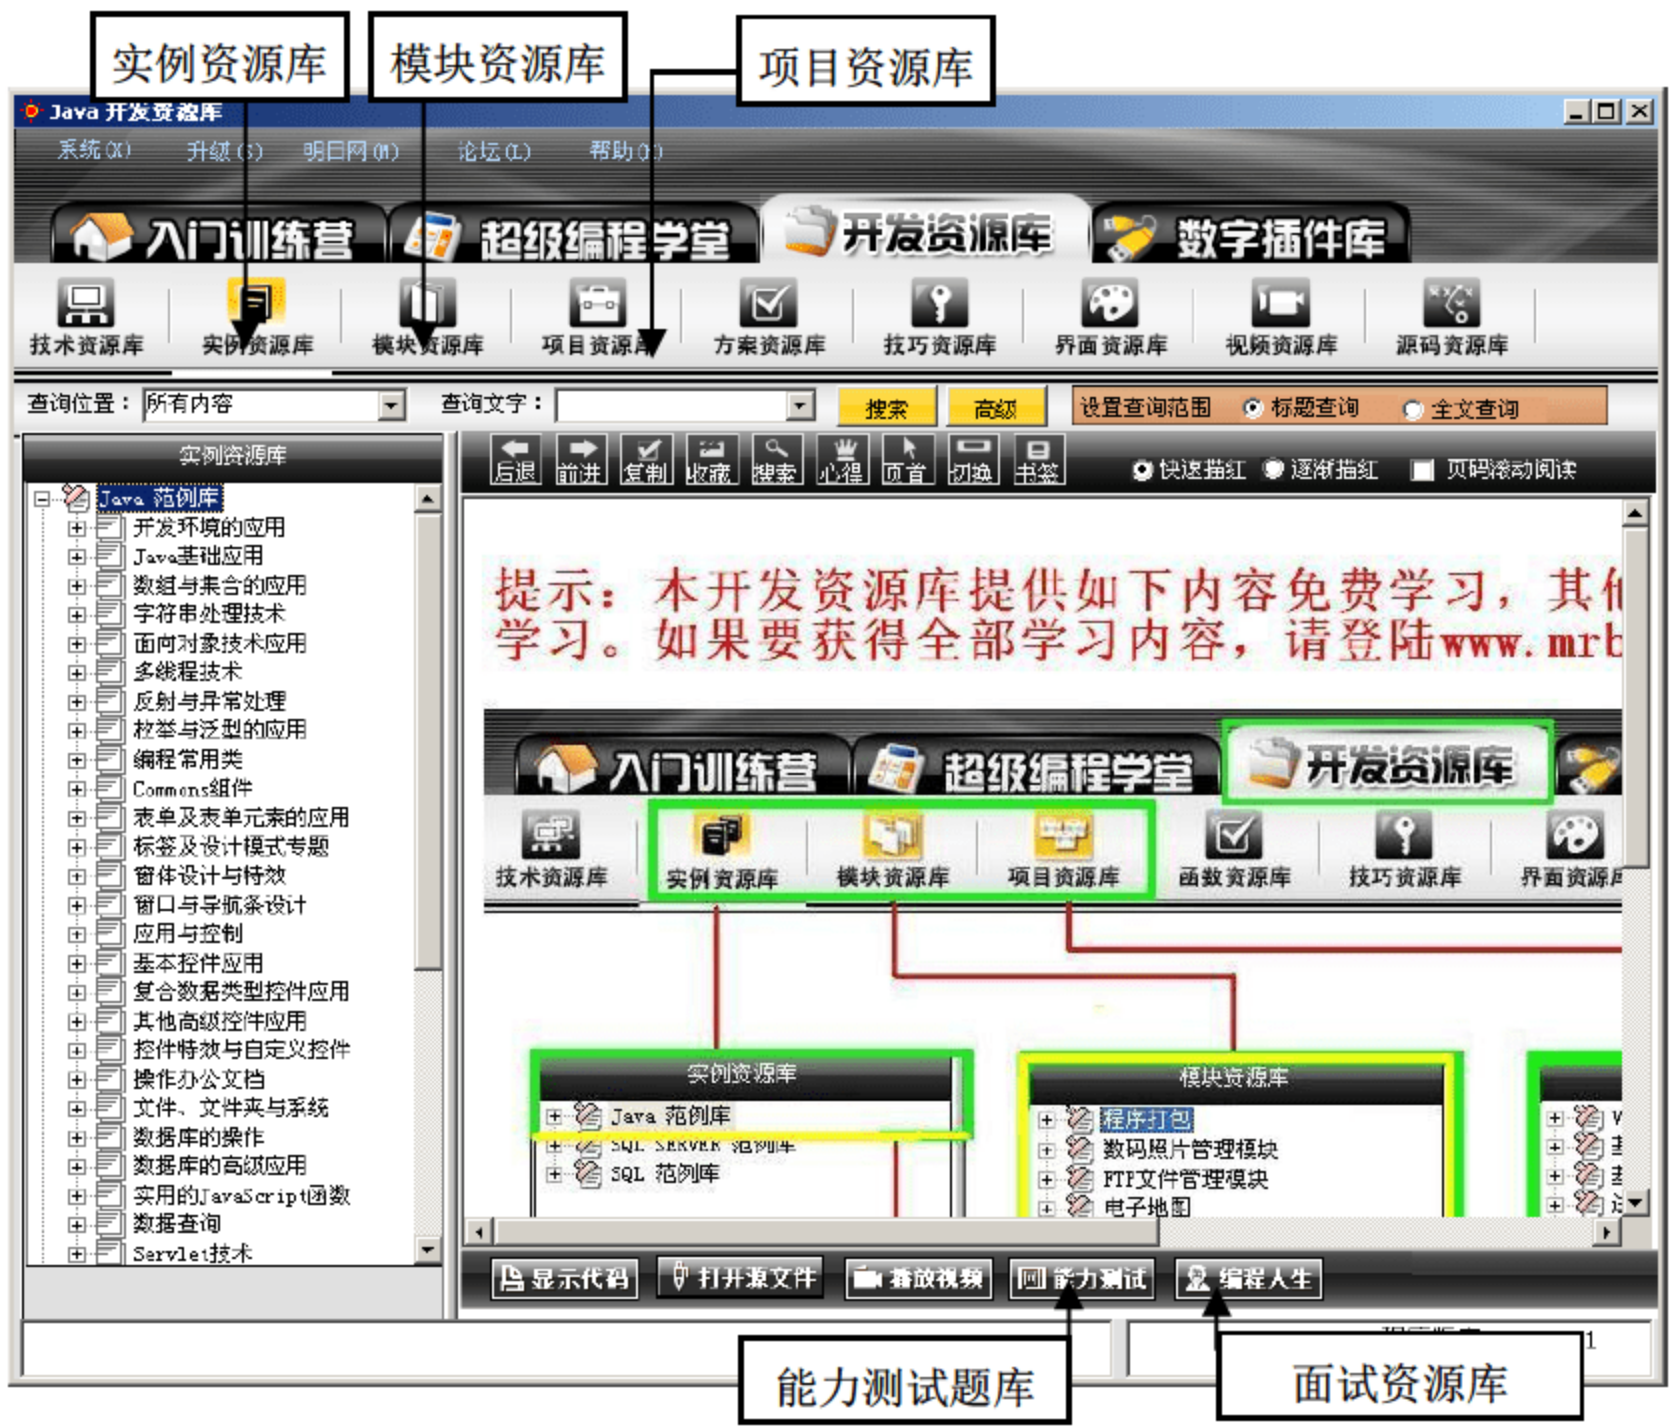 实例资源库
模块资源库
项目资源库
Java 开发资源库
系统(X) 升级(S) 明日网(M) 论坛(L) 帮助
入门训练营 超级编程学堂 开发资源库 数字插件库
技术资源库 实例资源库 模块资源库 项目资源库 方案资源库 技巧资源库 界面资源库 视频资源库 源码资源库
查询位置： 所有内容 查询文字： 搜索 高级 设置查询范围 标题查询 全文查询
实例资源库
后退 前进 复制 收藏 搜索 心得 页首 切换 书签 快速描红 逐渐描红 页码滚动阅读
Java 范例库
开发环境的应用
Java基础应用
数组与集合的应用
字符串处理技术
面向对象技术应用
多线程技术
反射与异常处理
枚举与泛型的应用
编程常用类
Commons组件
表单及表单元素的应用
标签及设计模式专题
窗体设计与特效
窗口与导航条设计
应用与控制
基本控件应用
复合数据类型控件应用
其他高级控件应用
控件特效与自定义控件
操作办公文档
文件、文件夹与系统
数据库的操作
数据库的高级应用
实用的JavaScript函数
数据查询
Servlet技术
提示：本开发资源库提供如下内容免费学习，其他
学习。如果要获得全部学习内容，请登陆www.mrb
入门训练营 超级编程学堂 开发资源库
技术资源库 实例资源库 模块资源库 项目资源库 函数资源库 技巧资源库 界面资源库
实例资源库
Java 范例库
SQL SERVER 范例库
SQL 范例库
模块资源库
程序打包
数码照片管理模块
FTP文件管理模块
电子地图
显示代码 打开源文件 播放视频 能力测试 编程人生
能力测试题库
面试资源库